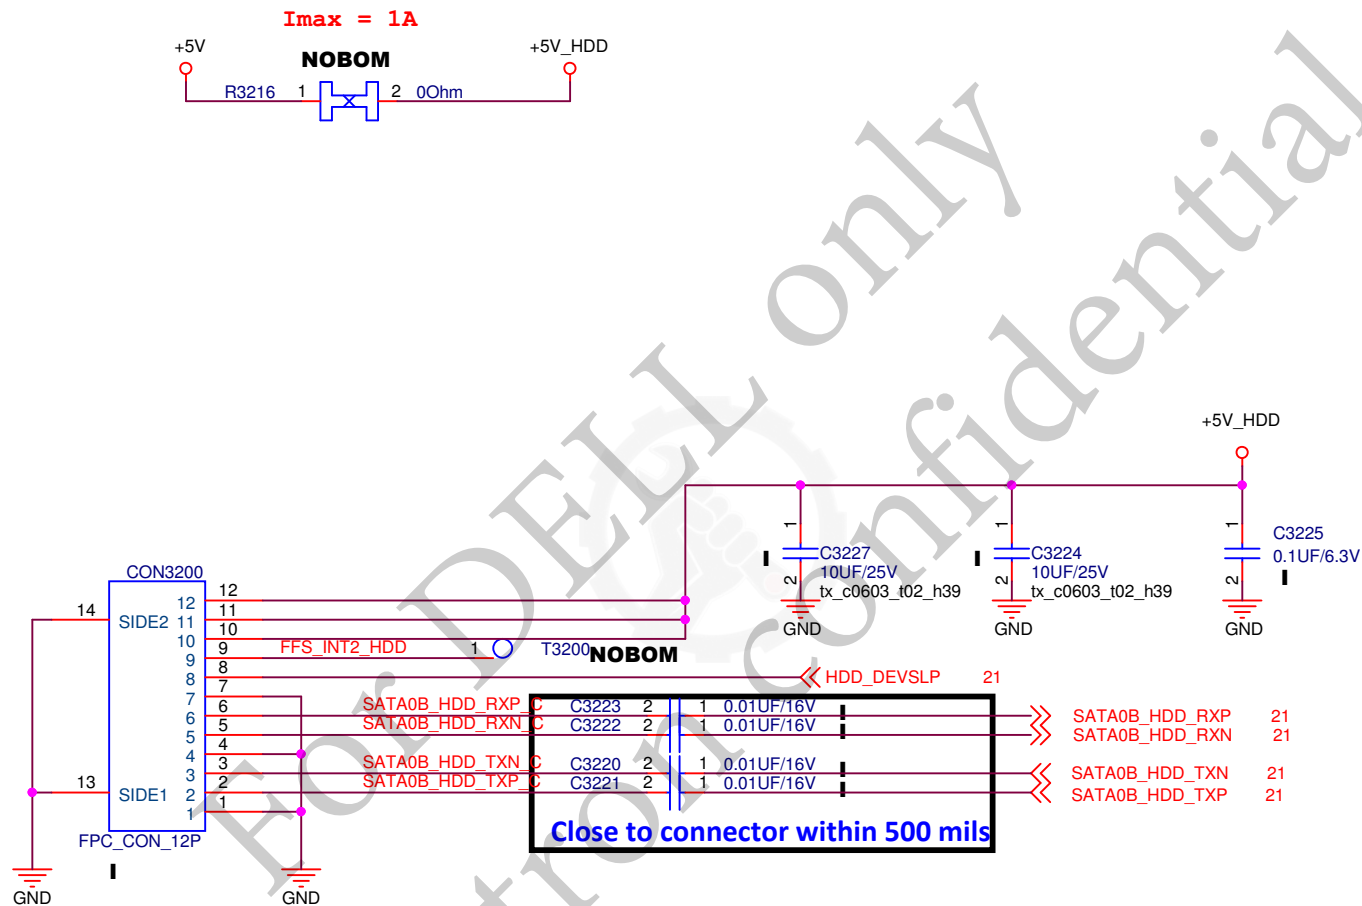 Imax = 1A
+5V
+5V_HDD
NOBOM
R3216 1 2 0Ohm
+5V_HDD
1 1 1
C3225
C3227 C3224 0.1UF/6.3V
10UF/25V 10UF/25V
2 tx_c0603_t02_h39 2 tx_c0603_t02_h39 2
GND GND GND
CON3200
12 12
14 SIDE2 11 11
10 10
9 9 FFS_INT2_HDD 1 T3200 NOBOM
8 8 HDD_DEVSLP 21
7 7
6 6 SATA0B_HDD_RXP_C C3223 2 1 0.01UF/16V SATA0B_HDD_RXP 21
5 5 SATA0B_HDD_RXN_C C3222 2 1 0.01UF/16V SATA0B_HDD_RXN 21
4 4
3 3 SATA0B_HDD_TXN_C C3220 2 1 0.01UF/16V SATA0B_HDD_TXN 21
13 SIDE1 2 2 SATA0B_HDD_TXP_C C3221 2 1 0.01UF/16V SATA0B_HDD_TXP 21
1 1
FPC_CON_12P
Close to connector within 500 mils
GND GND
For DELL only
tron confidential